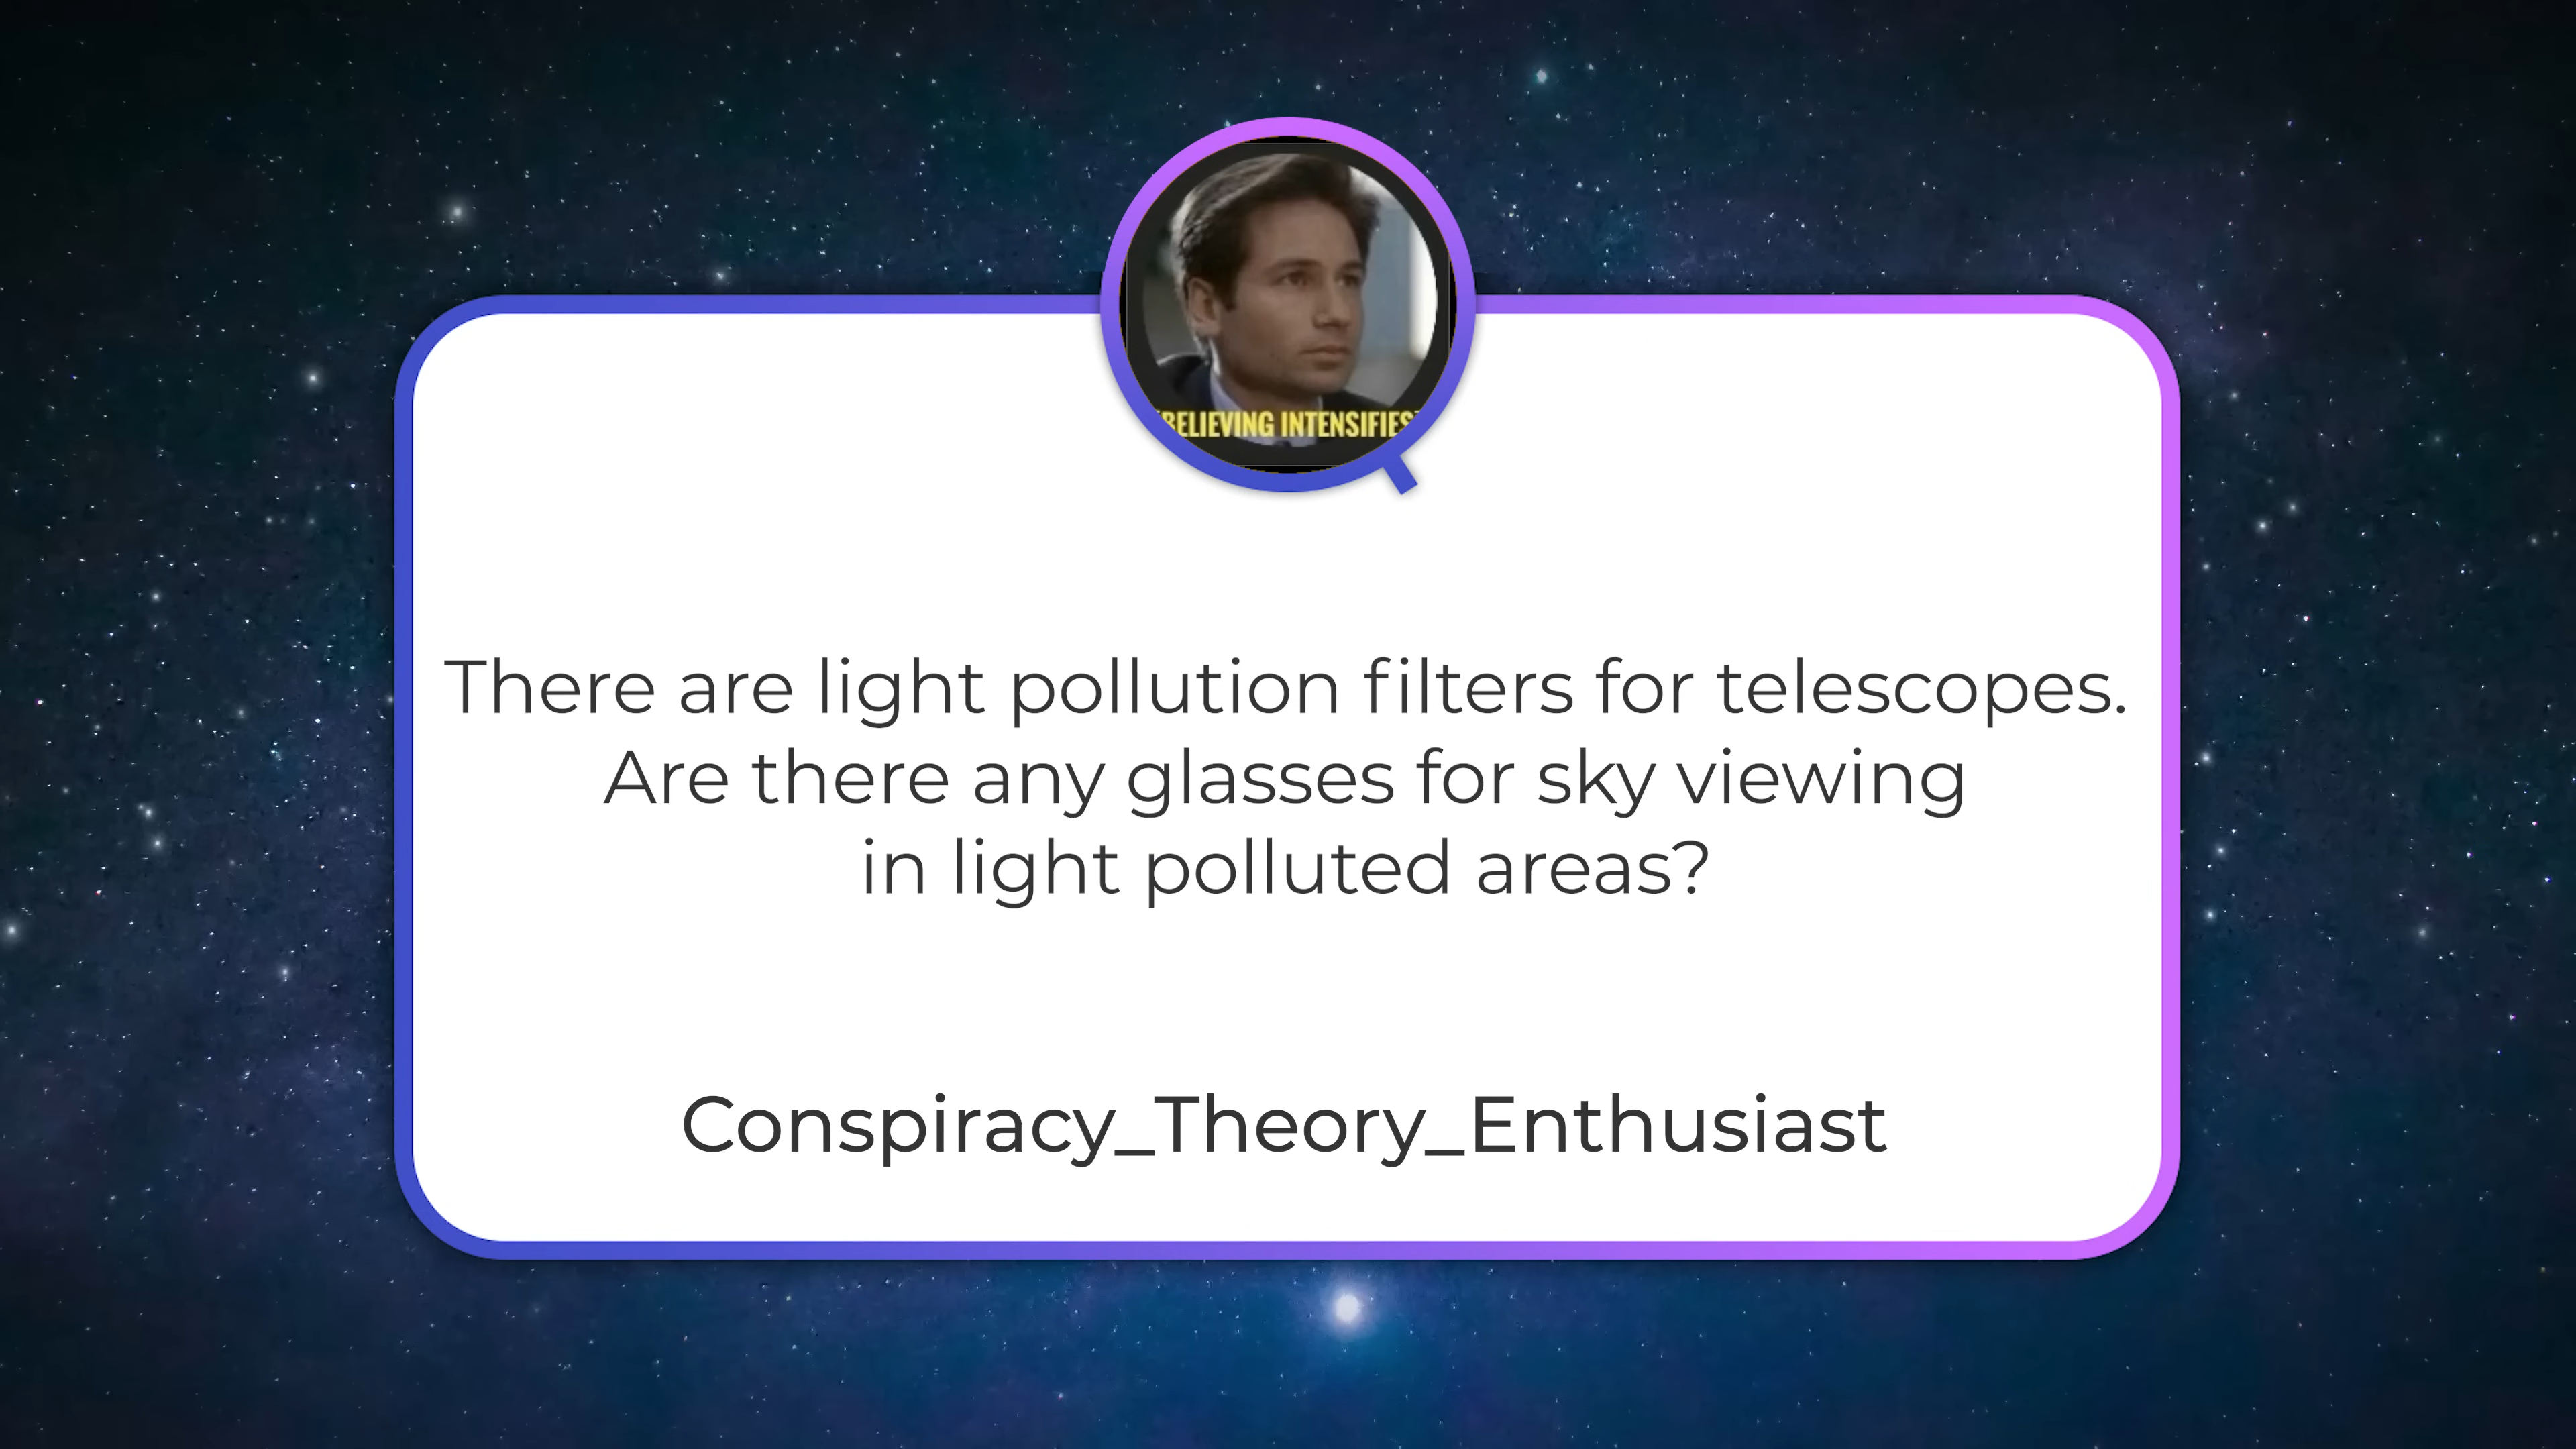 *BELIEVING INTENSIFIES*
There are light pollution filters for telescopes.
Are there any glasses for sky viewing
in light polluted areas?
Conspiracy_Theory_Enthusiast